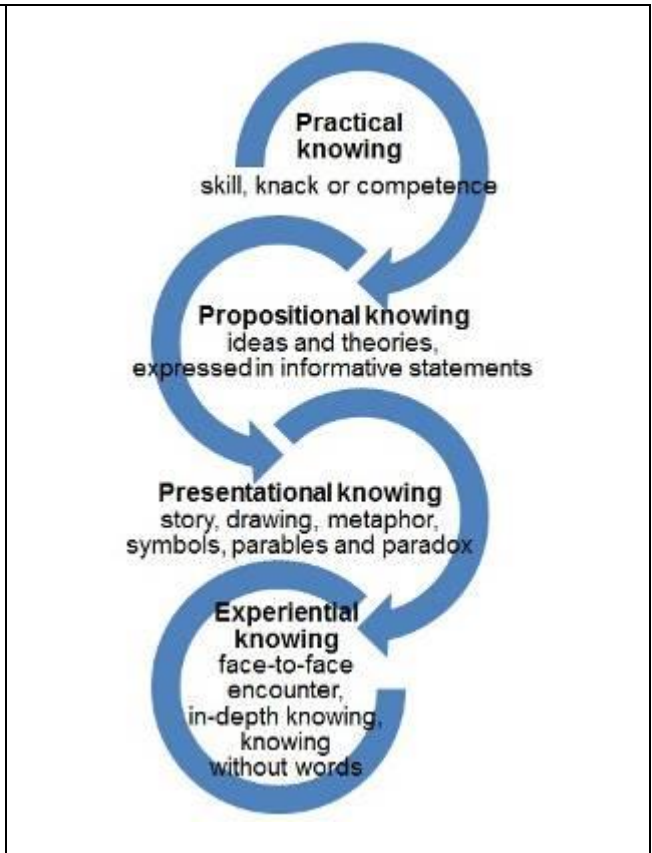 Practical
knowing
skill, knack or competence
Propositional knowing
ideas and theories,
expressed in informative statements
Presentational knowing
story, drawing, metaphor,
symbols, parables and paradox
Experiential
knowing
face-to-face
encounter,
in-depth knowing,
knowing
without words